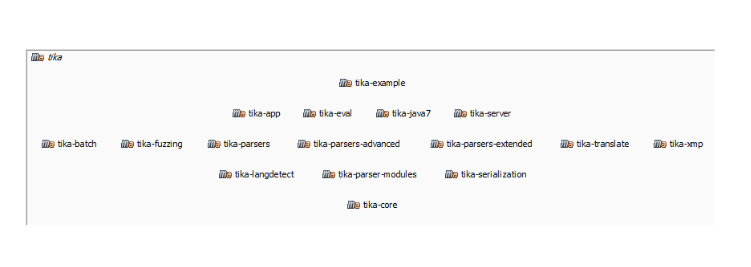 tika
tika-example
tika-app tika-eval tika-java7 tika-server
tika-batch tika-fuzzing tika-parsers tika-parsers-advanced tika-parsers-extended tika-translate tika-xmp
tika-langdetect tika-parser-modules tika-serialization
tika-core